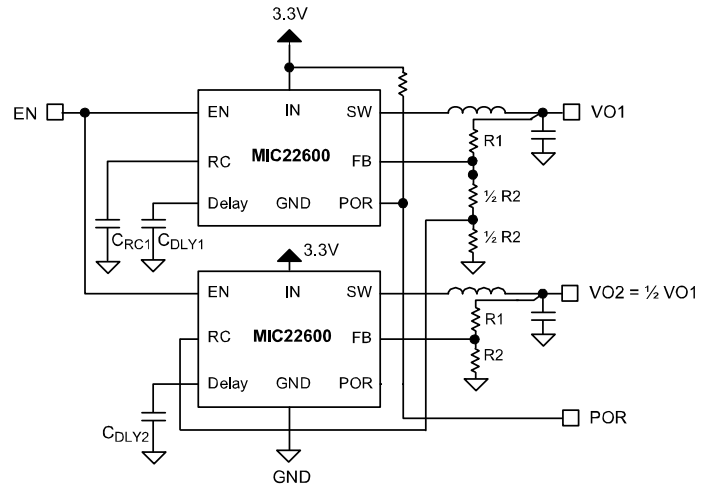 3.3V
EN
EN
IN
SW
VO1
RC
MIC22600
FB
R1
Delay
GND
POR
½ R2
½ R2
CRC1
CDLY1
3.3V
EN
IN
SW
VO2 = ½ VO1
RC
MIC22600
FB
R1
R2
Delay
GND
POR
CDLY2
POR
GND